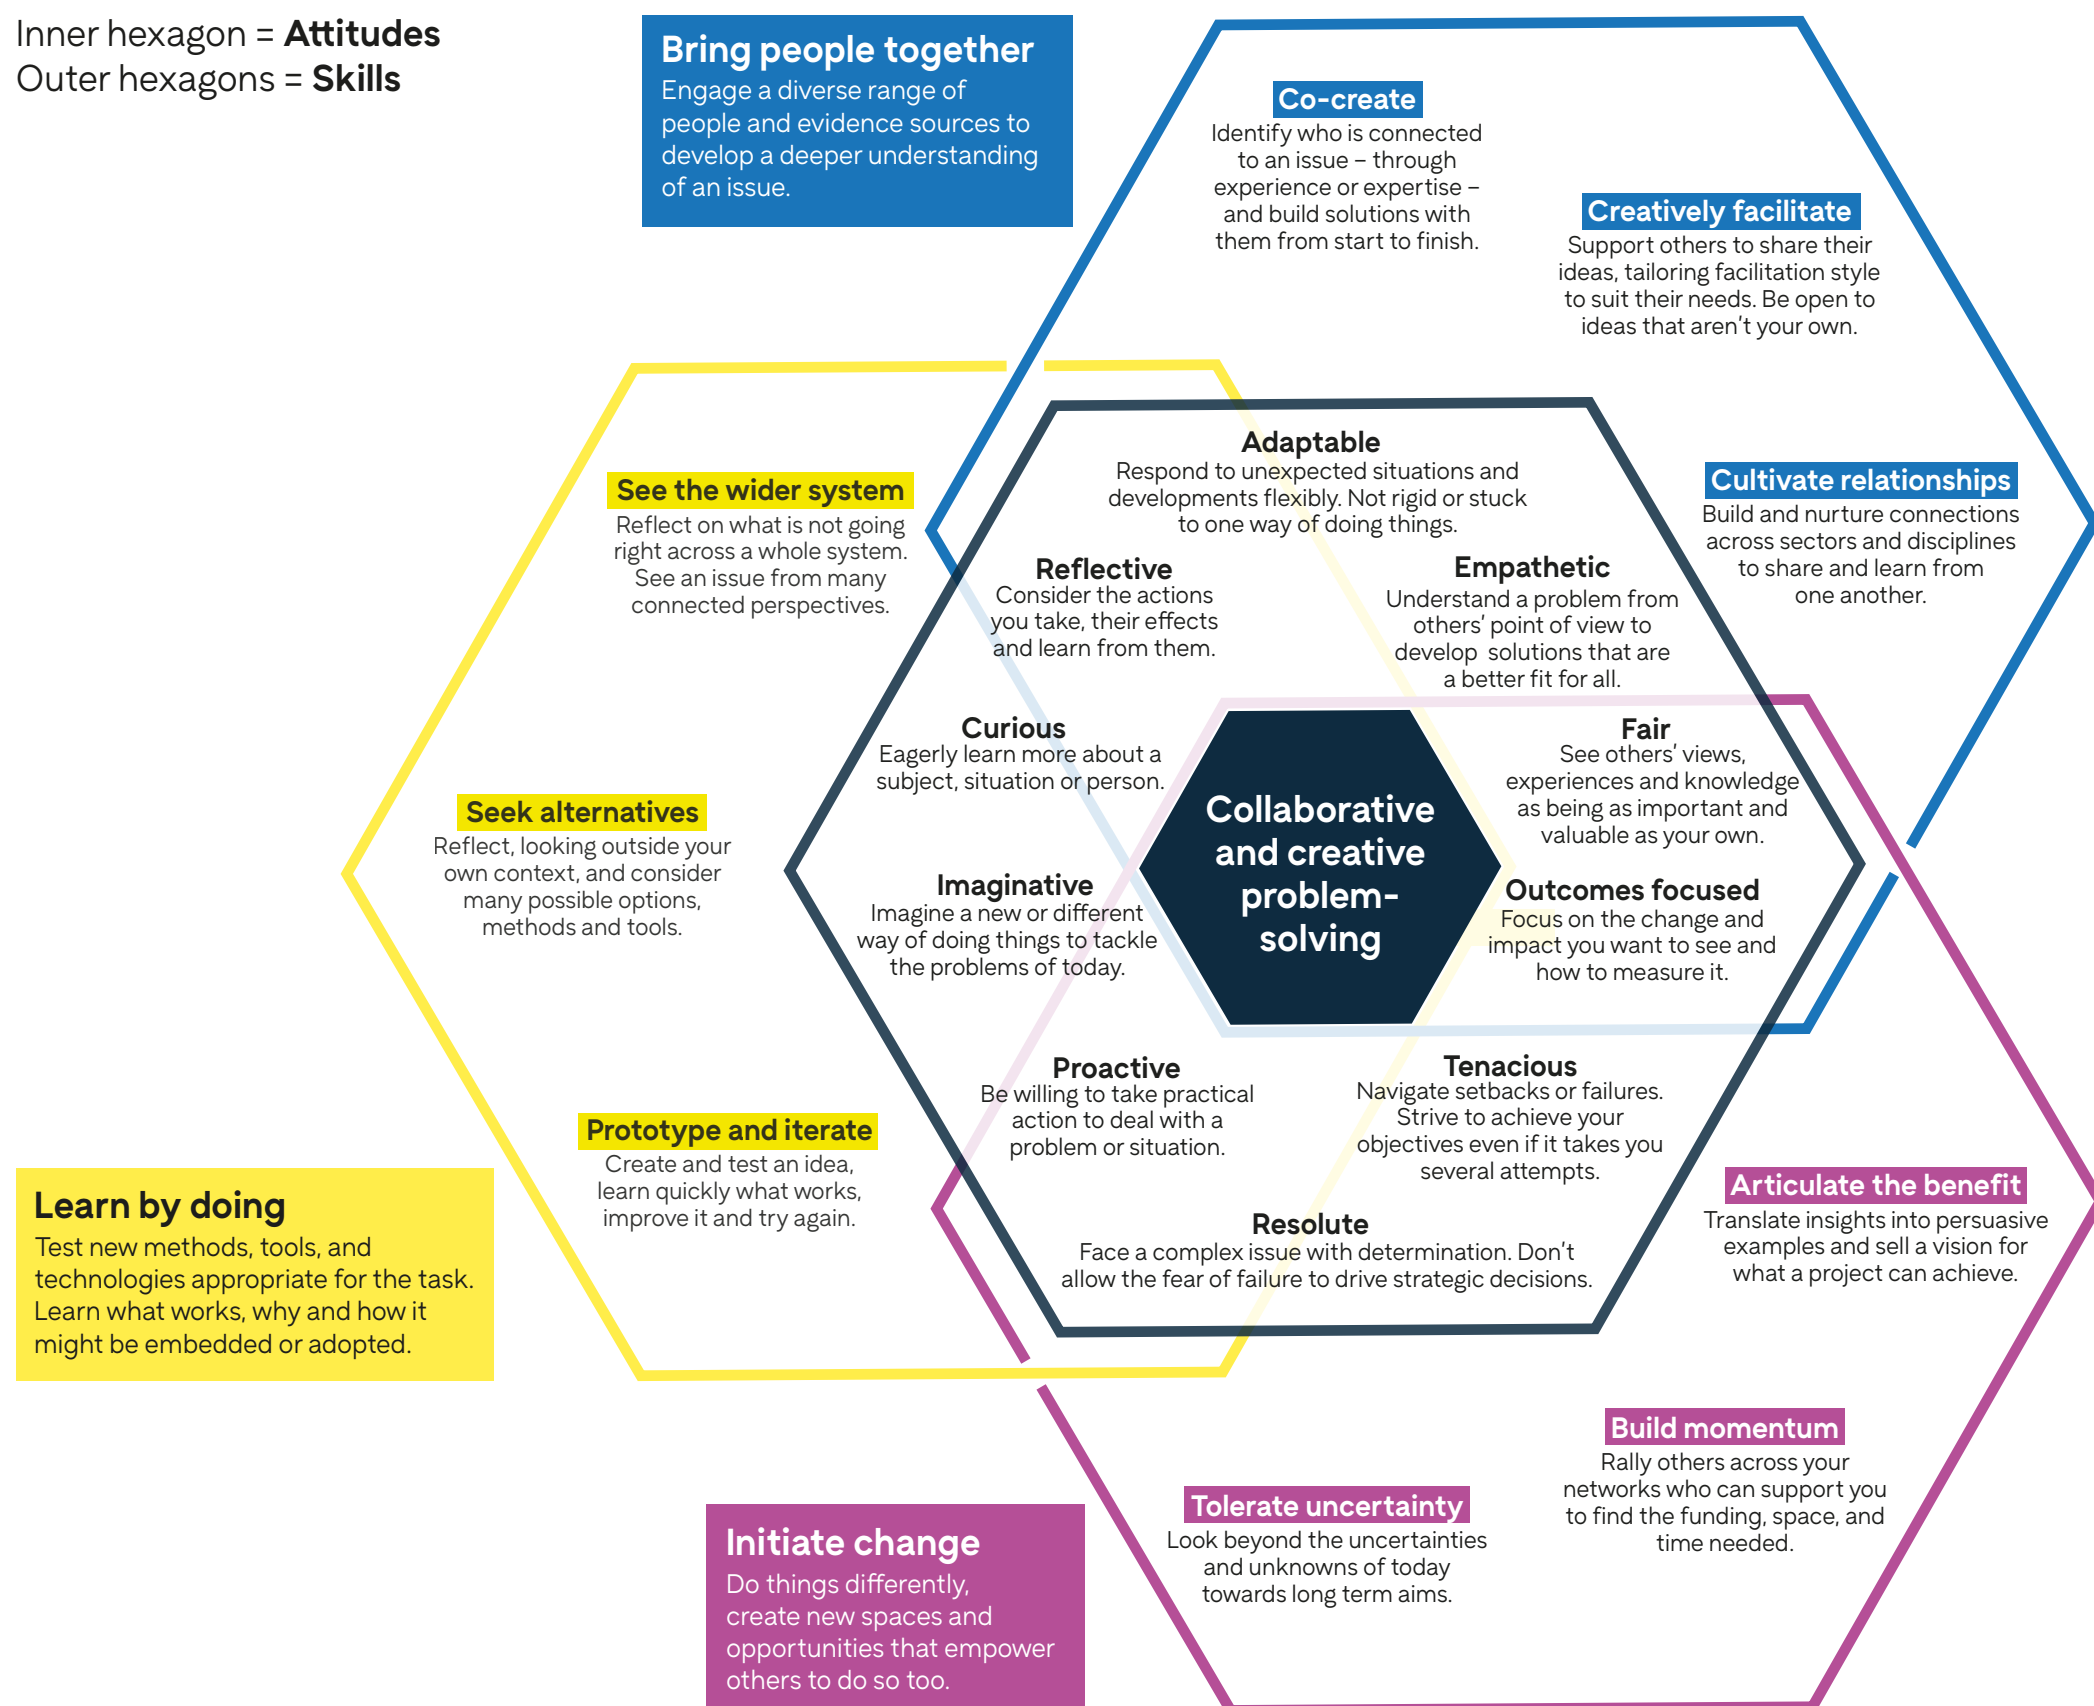 Inner hexagon = Attitudes
Outer hexagons = Skills
Bring people together
Engage a diverse range of
people and evidence sources to
develop a deeper understanding
of an issue.
Co-create
Identify who is connected
to an issue – through
experience or expertise –
and build solutions with
them from start to finish.
Creatively facilitate
Support others to share their
ideas, tailoring facilitation style
to suit their needs. Be open to
ideas that aren't your own.
Cultivate relationships
Build and nurture connections
across sectors and disciplines
to share and learn from
one another.
See the wider system
Reflect on what is not going
right across a whole system.
See an issue from many
connected perspectives.
Seek alternatives
Reflect, looking outside your
own context, and consider
many possible options,
methods and tools.
Prototype and iterate
Create and test an idea,
learn quickly what works,
improve it and try again.
Learn by doing
Test new methods, tools, and
technologies appropriate for the task.
Learn what works, why and how it
might be embedded or adopted.
Adaptable
Respond to unexpected situations and
developments flexibly. Not rigid or stuck
to one way of doing things.
Reflective
Consider the actions
you take, their effects
and learn from them.
Empathetic
Understand a problem from
others' point of view to
develop solutions that are
a better fit for all.
Curious
Eagerly learn more about a
subject, situation or person.
Fair
See others' views,
experiences and knowledge
as being as important and
valuable as your own.
Collaborative
and creative
problem-
solving
Imaginative
Imagine a new or different
way of doing things to tackle
the problems of today.
Outcomes focused
Focus on the change and
impact you want to see and
how to measure it.
Proactive
Be willing to take practical
action to deal with a
problem or situation.
Tenacious
Navigate setbacks or failures.
Strive to achieve your
objectives even if it takes you
several attempts.
Resolute
Face a complex issue with determination. Don't
allow the fear of failure to drive strategic decisions.
Articulate the benefit
Translate insights into persuasive
examples and sell a vision for
what a project can achieve.
Build momentum
Rally others across your
networks who can support you
to find the funding, space, and
time needed.
Tolerate uncertainty
Look beyond the uncertainties
and unknowns of today
towards long term aims.
Initiate change
Do things differently,
create new spaces and
opportunities that empower
others to do so too.